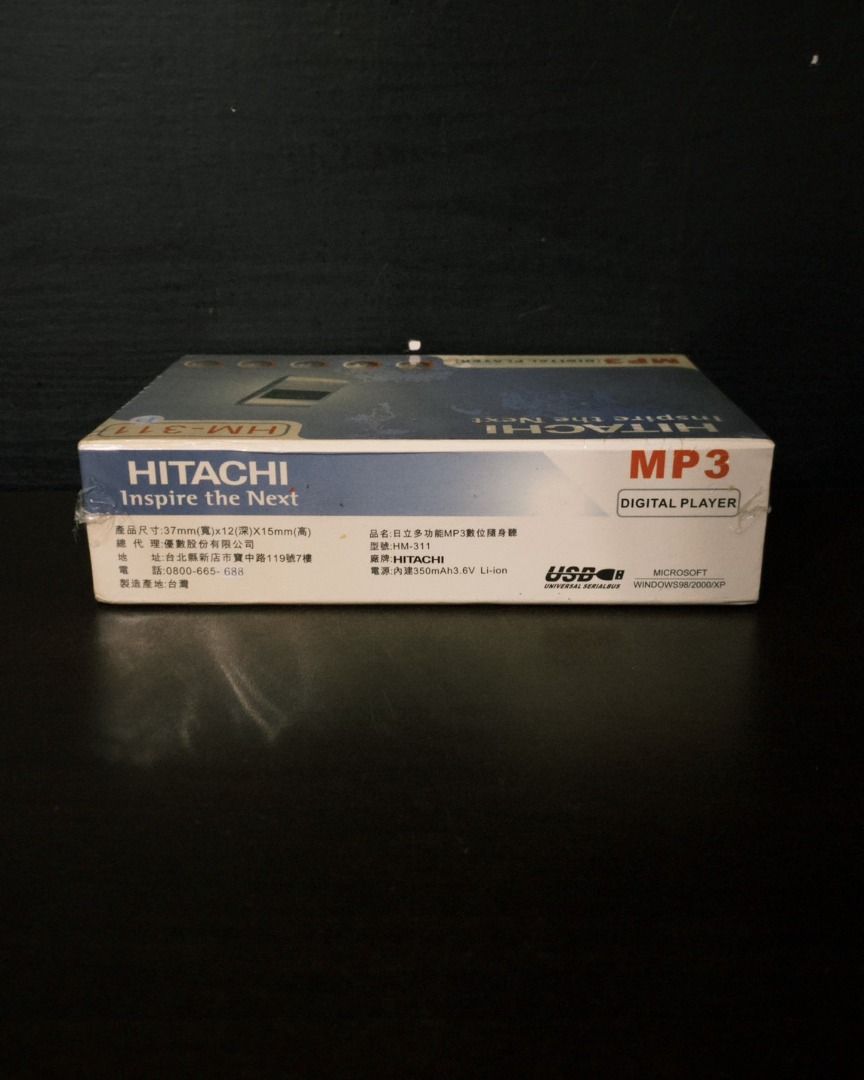 MP3 DIGITAL PLAYER
HITACHI
Inspire the Next
HM-311
HITACHI
Inspire the Next
MP3
DIGITAL PLAYER
產品尺寸:37mm(寬)x12(深)X15mm(高)
總 代 理:優數股份有限公司
地 址:台北縣新店市寶中路119號7樓
電 話:0800-665-688
製造產地:台灣
品名:日立多功能MP3數位隨身聽
型號:HM-311
廠牌:HITACHI
電源:內建350mAh3.6V Li-ion
USB
UNIVERSAL SERIALBUS
MICROSOFT
WINDOWS98/2000/XP